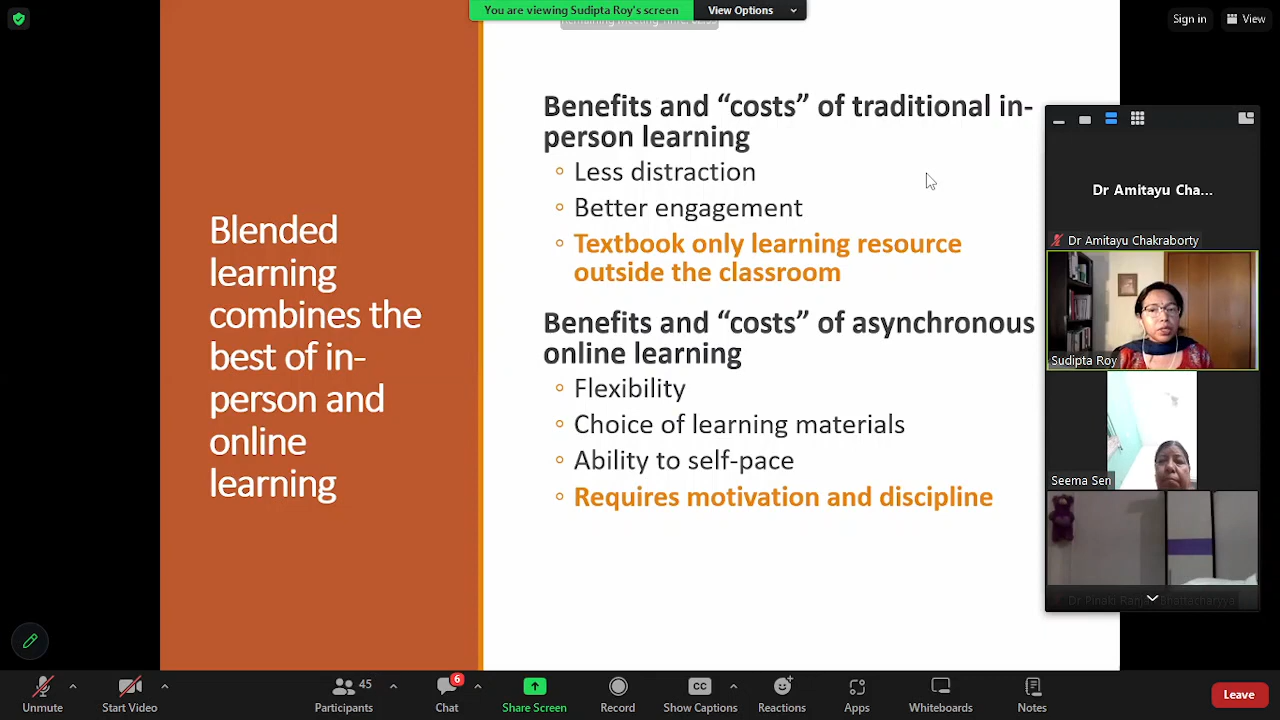 You are viewing Sudipta Roy's screen
View Options
Sign in
View
Blended
learning
combines the
best of in-
person and
online
learning
Benefits and “costs” of traditional in-
person learning
Less distraction
Better engagement
Textbook only learning resource
outside the classroom
Benefits and “costs” of asynchronous
online learning
Flexibility
Choice of learning materials
Ability to self-pace
Requires motivation and discipline
Dr Amitayu Cha...
Dr Amitayu Chakraborty
Sudipta Roy
Seema Sen
Unmute
Start Video
45
Participants
6
Chat
Share Screen
Record
CC
Show Captions
Reactions
Apps
Whiteboards
Notes
Leave